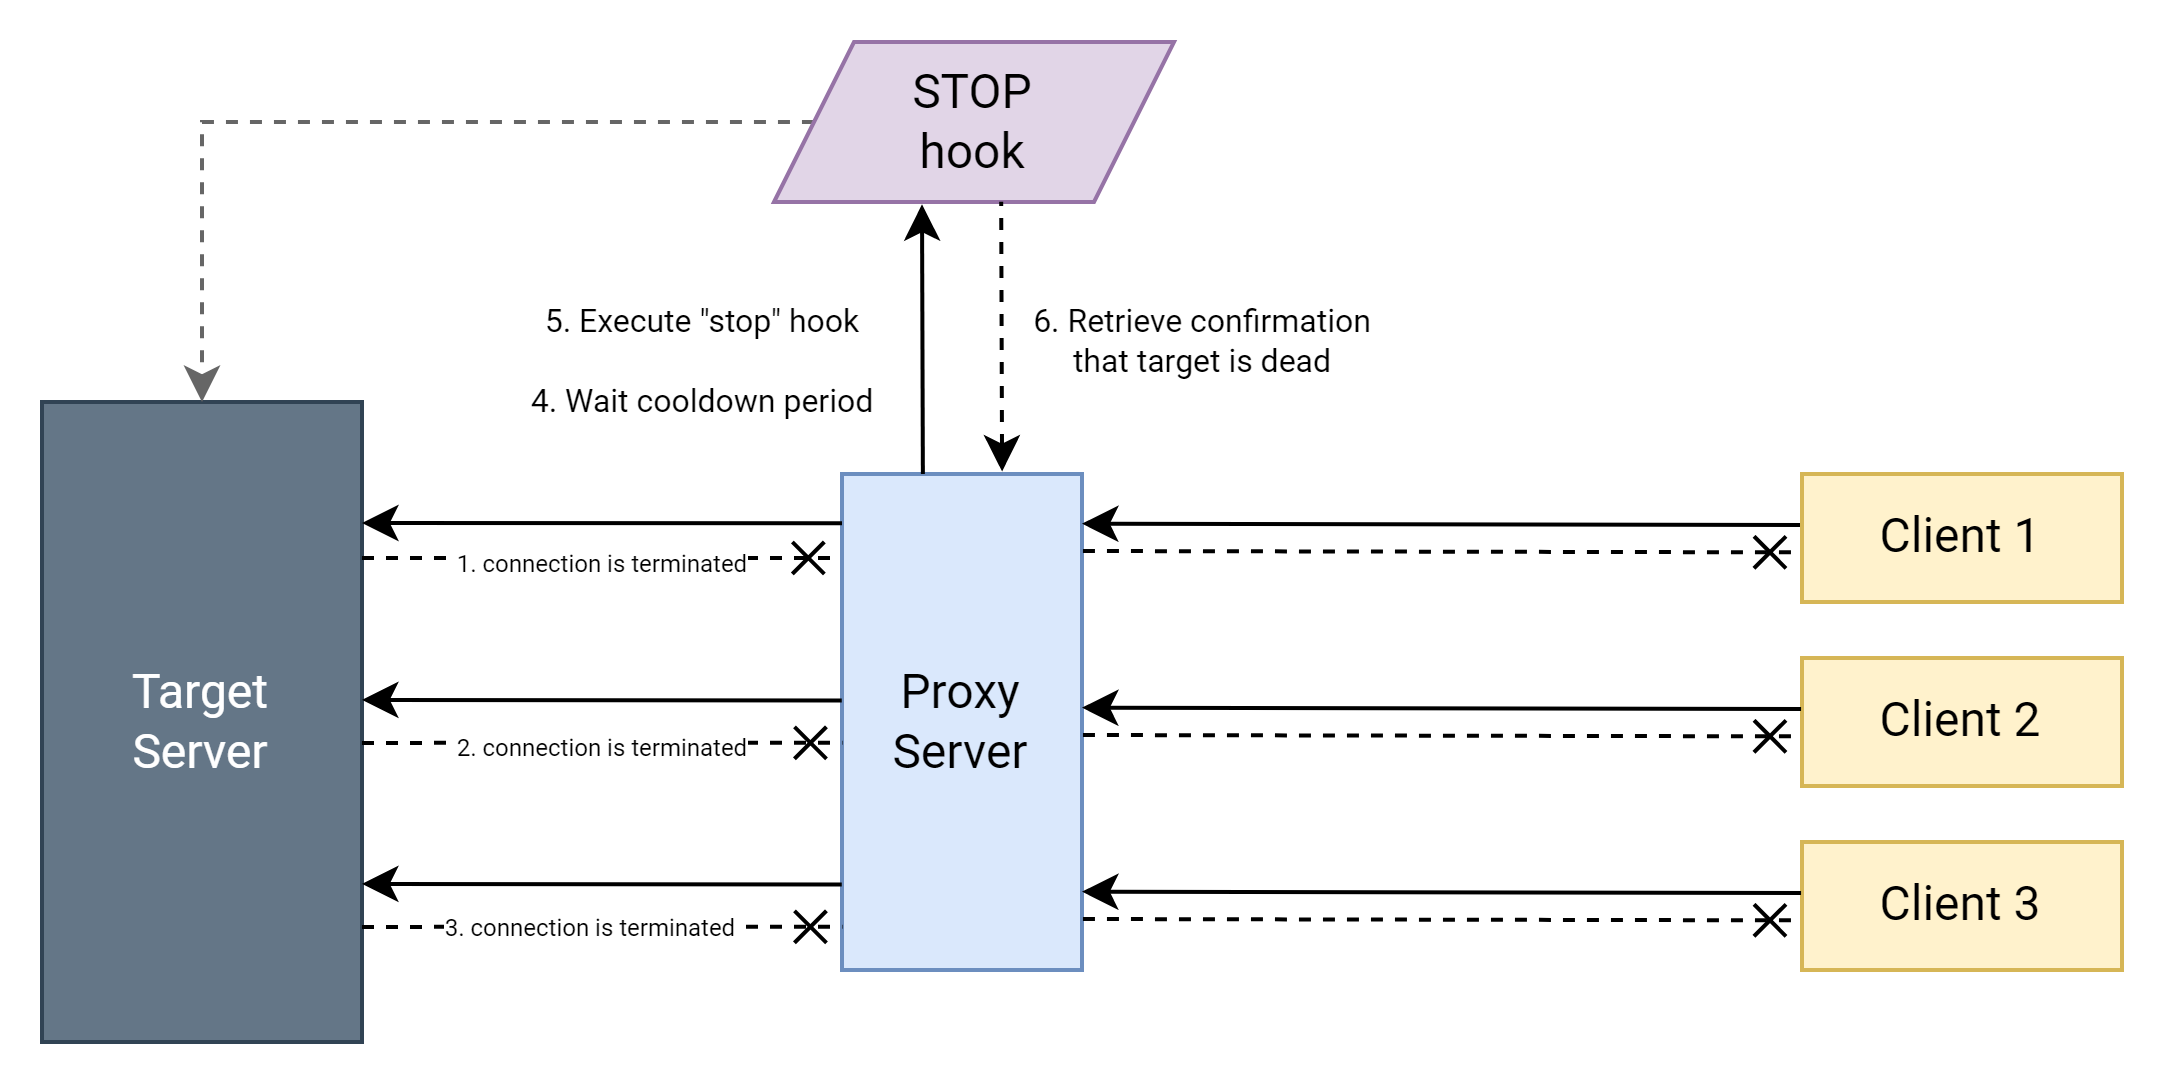 STOP
hook
5. Execute "stop" hook
4. Wait cooldown period
6. Retrieve confirmation
that target is dead
1. connection is terminated
2. connection is terminated
3. connection is terminated
Target
Server
Proxy
Server
Client 1
Client 2
Client 3